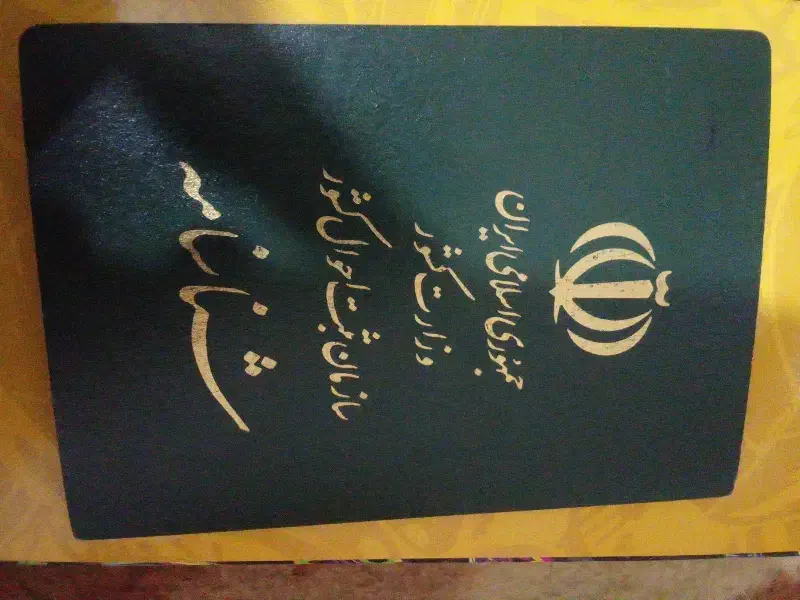 جمهوری اسلامی ایران
وزارت کشور
سازمان ثبت احوال کشور
شناسنامه